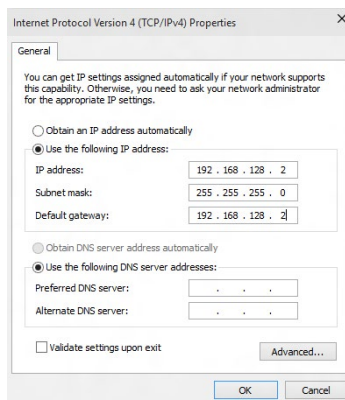 Internet Protocol Version 4 (TCP/IPv4) Properties
General
You can get IP settings assigned automatically if your network supports
this capability. Otherwise, you need to ask your network administrator
for the appropriate IP settings.
Obtain an IP address automatically
Use the following IP address:
IP address: 192 . 168 . 128 . 2
Subnet mask: 255 . 255 . 255 . 0
Default gateway: 192 . 168 . 128 . 2
Obtain DNS server address automatically
Use the following DNS server addresses:
Preferred DNS server: . . .
Alternate DNS server: . . .
Validate settings upon exit
Advanced...
OK Cancel